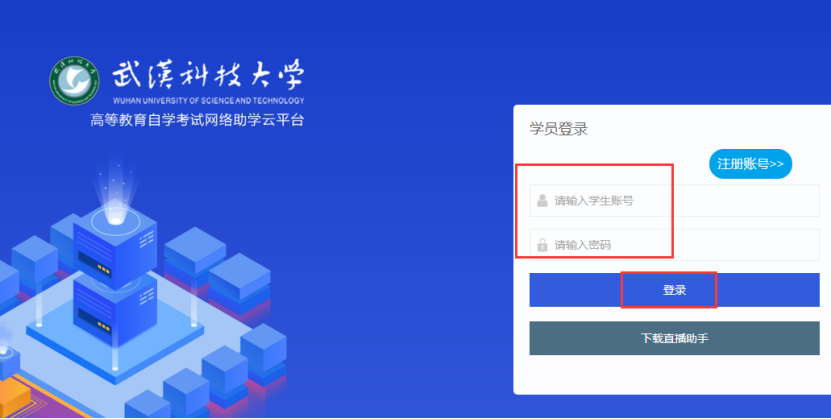 武漢科技大学
WUHAN UNIVERSITY OF SCIENCE AND TECHNOLOGY
高等教育自学考试网络助学云平台
学员登录
注册账号>>
请输入学生账号
请输入密码
登录
下载直播助手